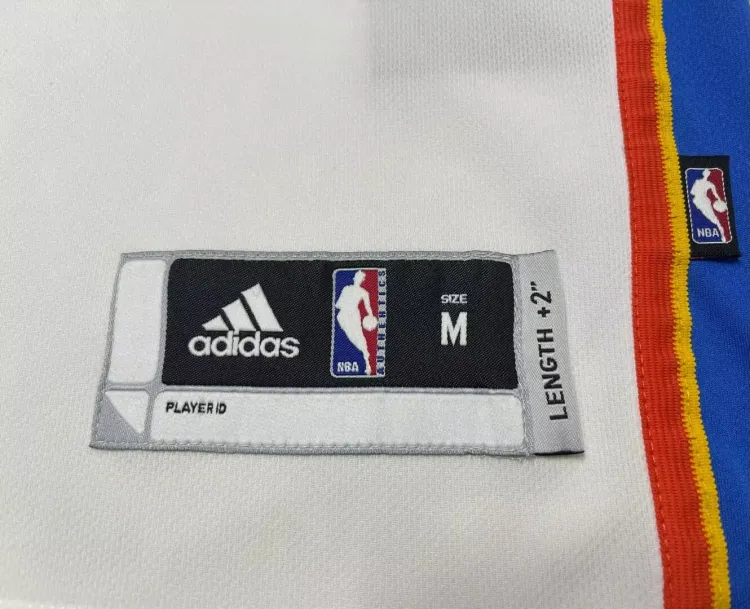 adidas
NBA
AUTHENTICS
SIZE
M
LENGTH +2"
PLAYER ID
NBA